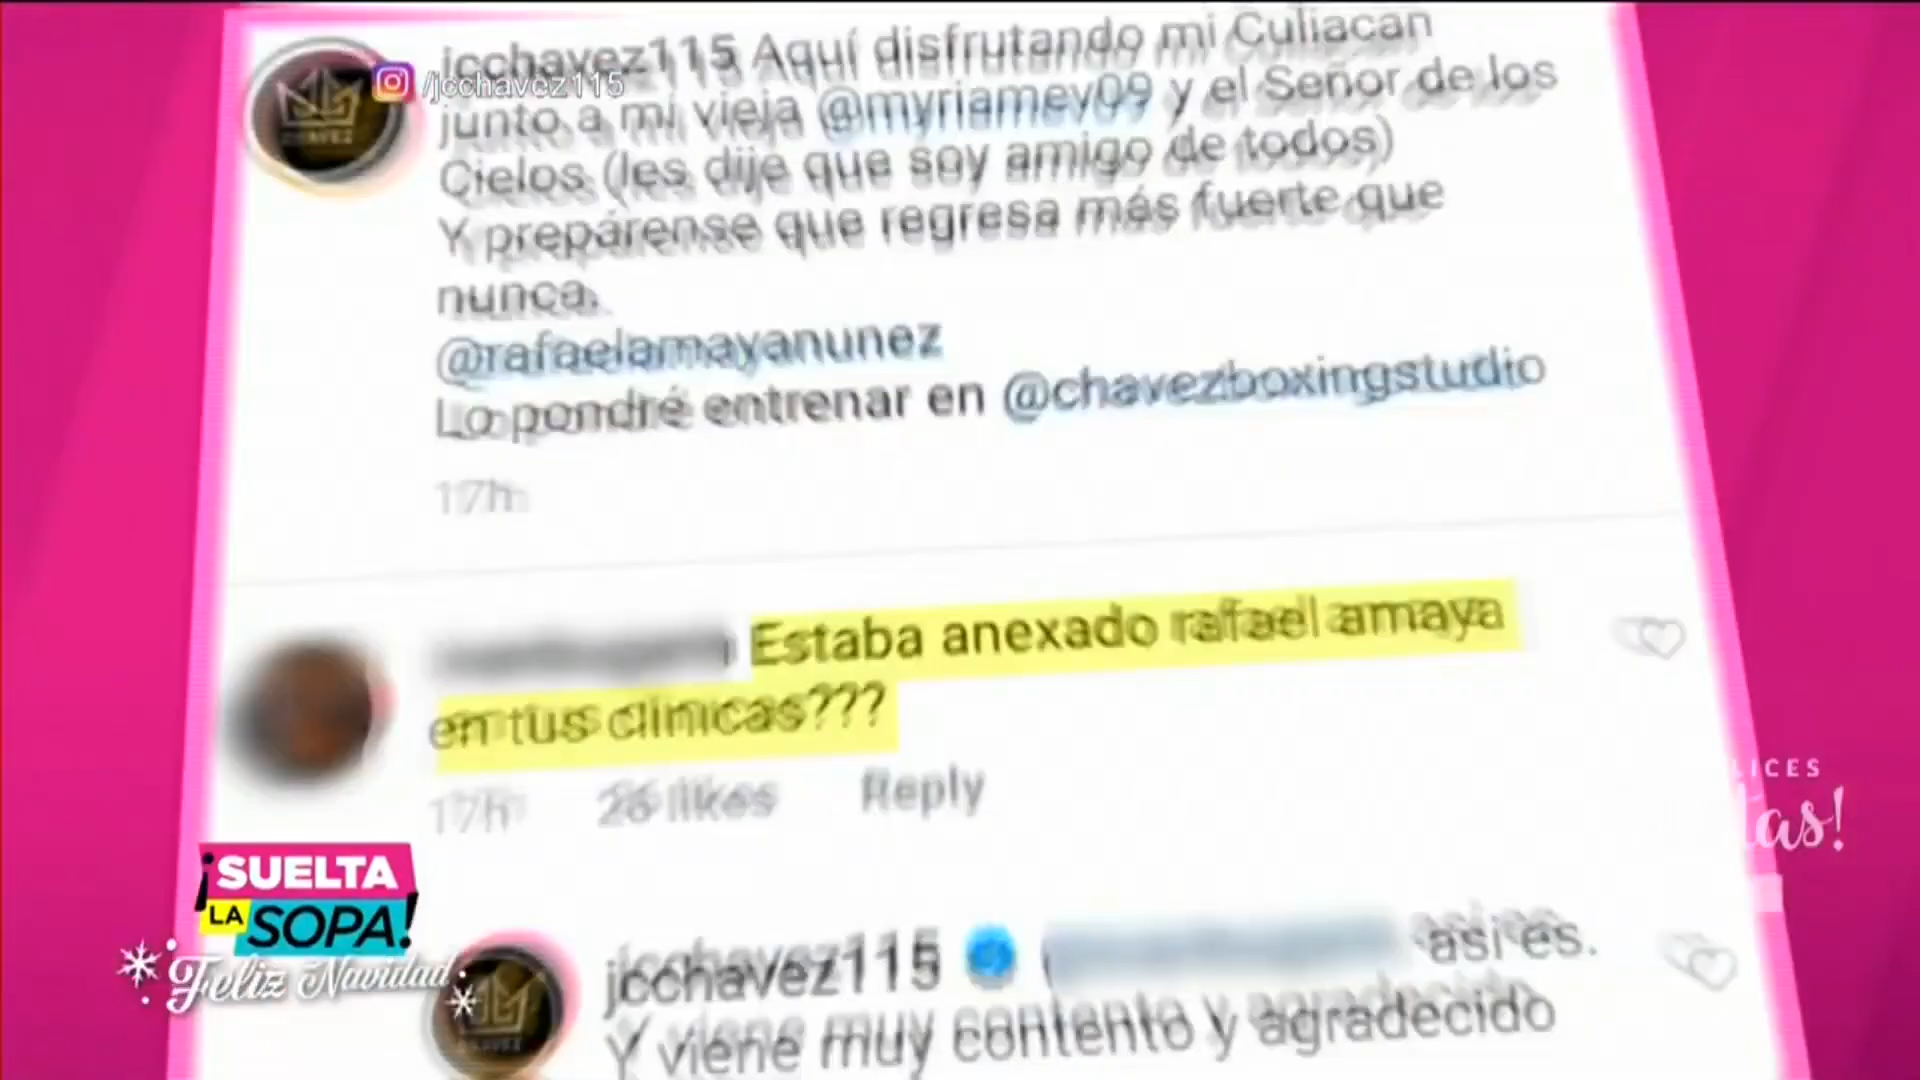 jcchavez115 Aquí disfrutando mi Culiacan
/jcchavez115
junto a mi vieja @myriamev09 y el Señor de los
Cielos (les dije que soy amigo de todos)
Y prepárense que regresa más fuerte que
nunca.
@rafaelamayanunez
Lo pondré entrenar en @chavezboxingstudio
17h
Estaba anexado rafael amaya
en tus clinicas???
17h 26 likes Reply
jcchavez115 asi es.
Y viene muy contento y agradecido
¡SUELTA
LA SOPA!
Feliz Navidad